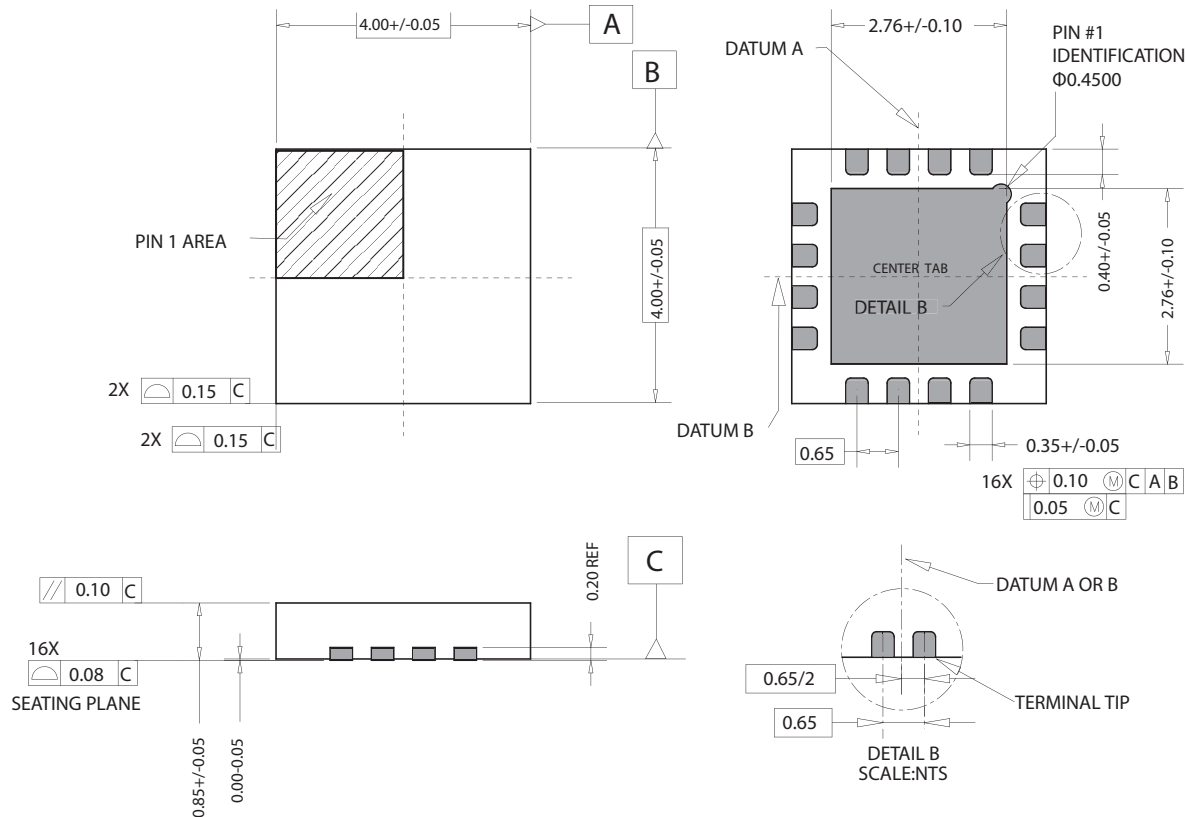 4.00+/-0.05
A
B
4.00+/-0.05
PIN 1 AREA
2X 0.15 C
2X 0.15 C
DATUM A
2.76+/-0.10
PIN #1
IDENTIFICATION
Φ0.4500
0.40+/-0.05
2.76+/-0.10
CENTER TAB
DETAIL B
DATUM B
0.65
0.35+/-0.05
16X ⌖ 0.10 Ⓜ C A B
0.05 Ⓜ C
// 0.10 C
16X
0.08 C
SEATING PLANE
0.85+/-0.05
0.00-0.05
0.20 REF
C
DATUM A OR B
0.65/2
TERMINAL TIP
0.65
DETAIL B
SCALE:NTS